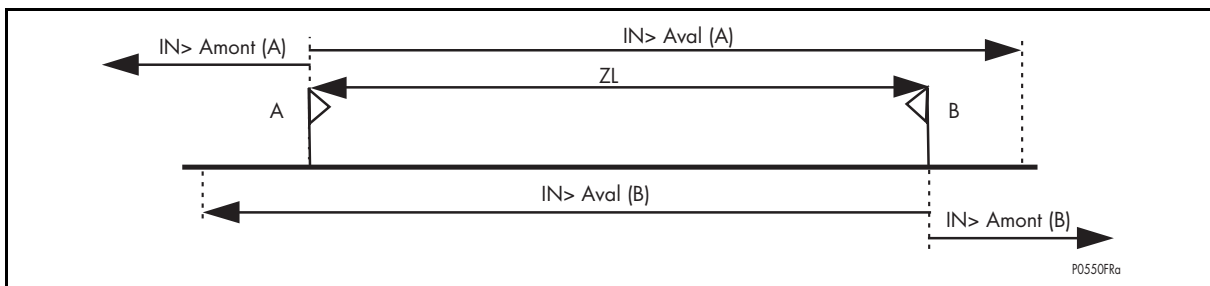 IN> Amont (A)
IN> Aval (A)
ZL
A
B
IN> Aval (B)
IN> Amont (B)
P0550FRa